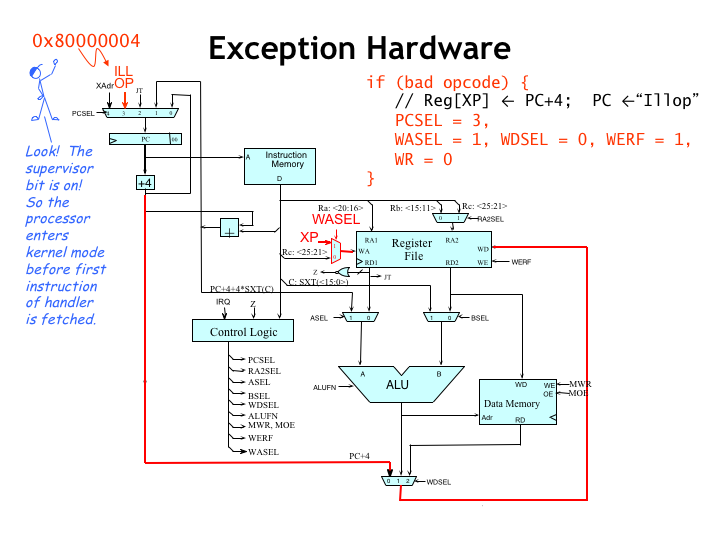 0x80000004
Exception Hardware
ILL
OP
XAdr
JT
PCSEL
4 3 2 1 0
PC
00
+4
Look! The
supervisor
bit is on!
So the
processor
enters
kernel mode
before first
instruction
of handler
is fetched.
if (bad opcode) {
// Reg[XP] ← PC+4; PC ←“Illop”
PCSEL = 3,
WASEL = 1, WDSEL = 0, WERF = 1,
WR = 0
}
A
Instruction
Memory
D
Ra: <20:16>
Rb: <15:11>
Rc: <25:21>
WASEL
0 1
RA2SEL
+
XP
1
0
Rc: <25:21>
RA1
RA2
Register
File
WA
WD
RD1
RD2
WE
WERF
Z
JT
C: SXT(<15:0>)
PC+4+4*SXT(C)
IRQ
Z
Control Logic
ASEL
1 0
1 0
BSEL
PCSEL
RA2SEL
ASEL
BSEL
WDSEL
ALUFN
MWR, MOE
WERF
WASEL
A
B
ALU
ALUFN
WD
WE
MWR
OE
MOE
Data Memory
Adr
RD
PC+4
0 1 2
WDSEL